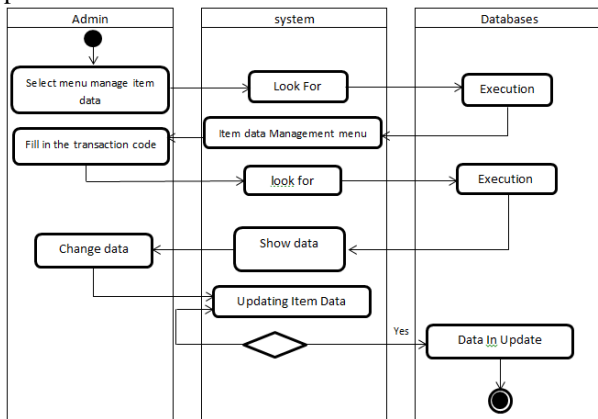 Admin
system
Databases
Select menu manage item
data
Look For
Execution
Item data Management menu
Fill in the transaction code
look for
Execution
Change data
Show data
Updating Item Data
Yes
Data In Update